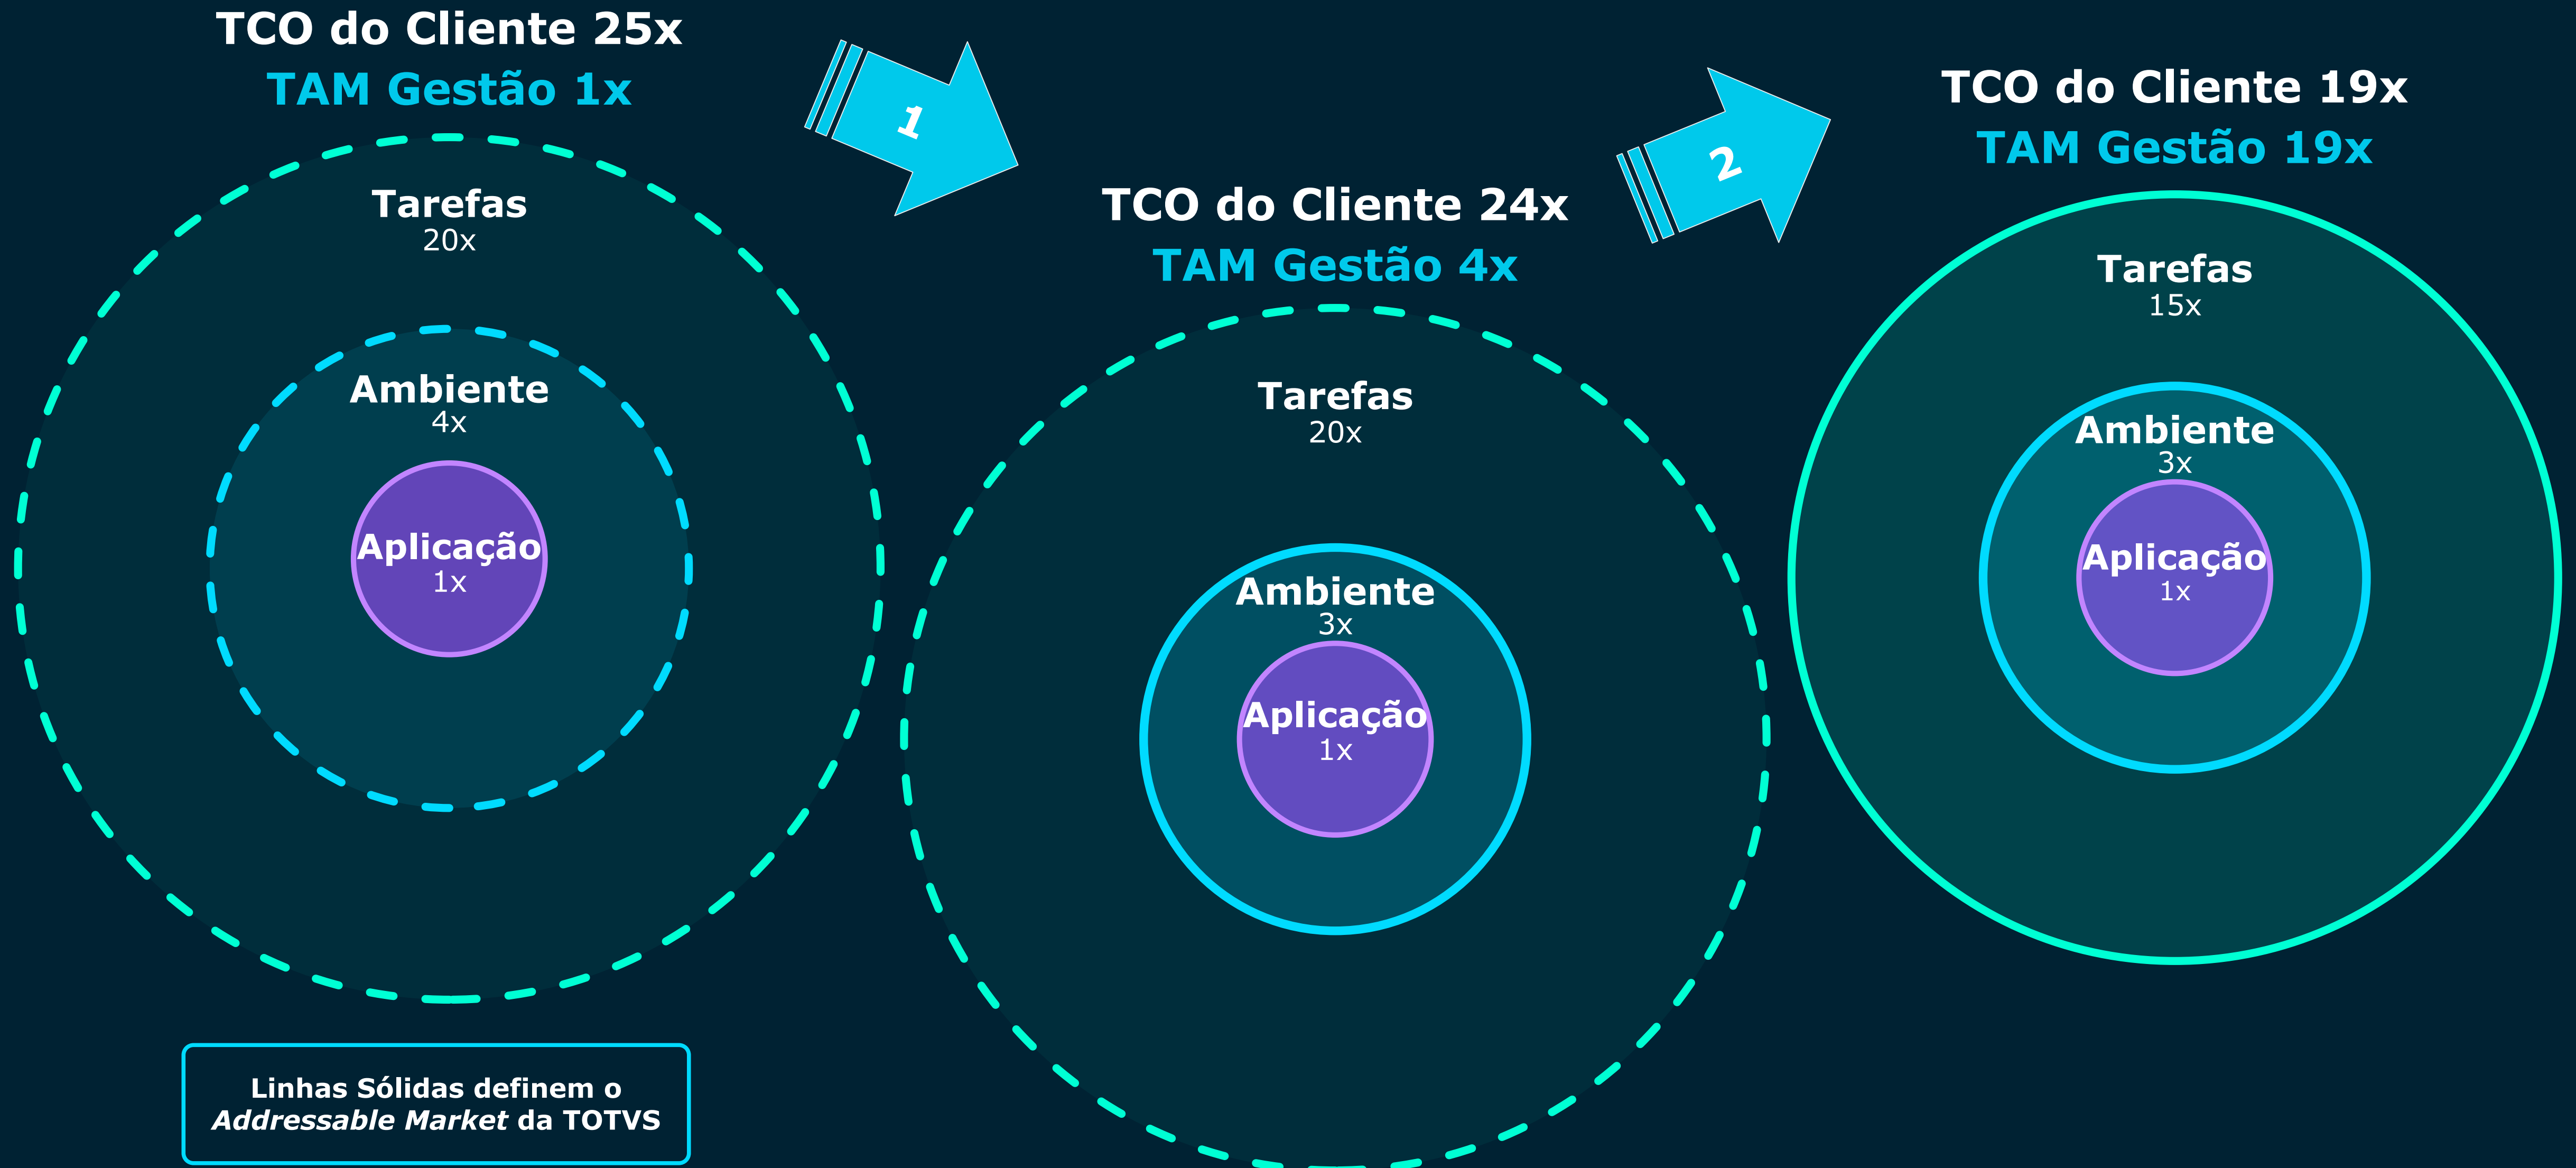 TCO do Cliente 25x
TAM Gestão 1x
Tarefas
20x
Ambiente
4x
Aplicação
1x
Linhas Sólidas definem o
Addressable Market da TOTVS
1
TCO do Cliente 24x
TAM Gestão 4x
Tarefas
20x
Ambiente
3x
Aplicação
1x
2
TCO do Cliente 19x
TAM Gestão 19x
Tarefas
15x
Ambiente
3x
Aplicação
1x